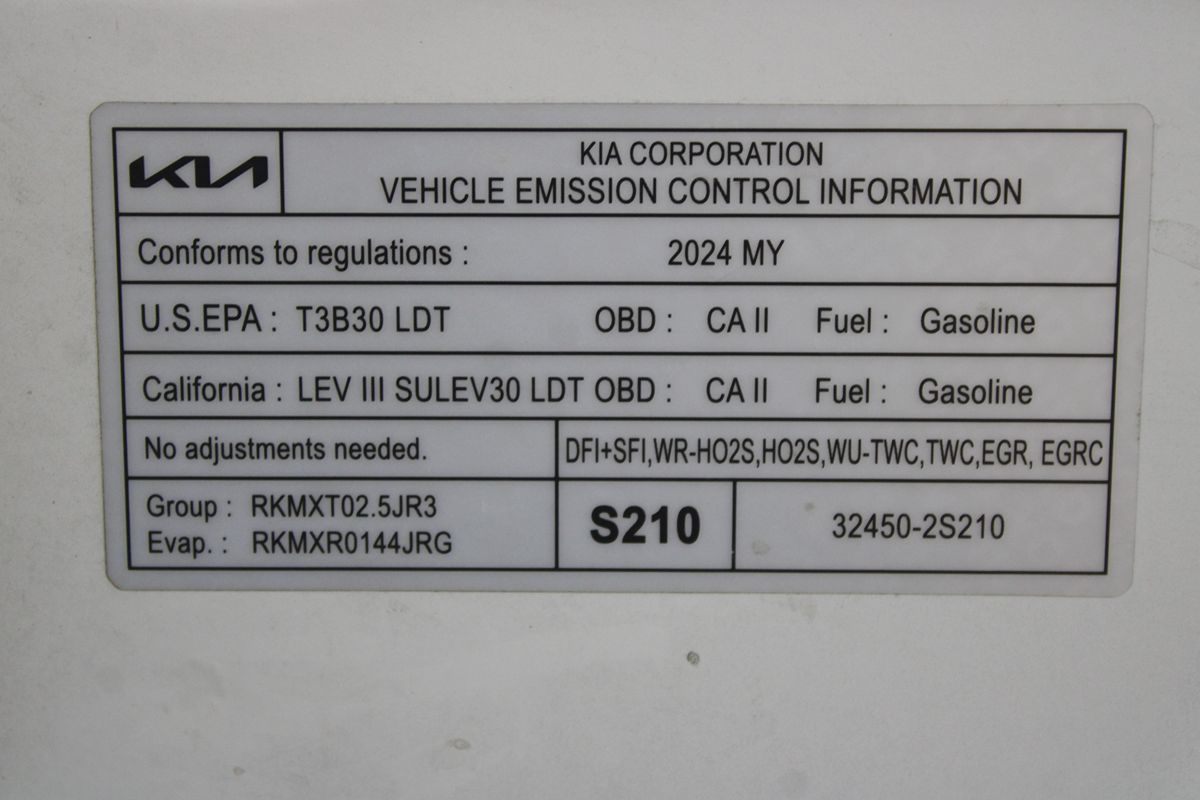 KIA
KIA CORPORATION
VEHICLE EMISSION CONTROL INFORMATION
Conforms to regulations : 2024 MY
U.S.EPA : T3B30 LDT OBD : CA II Fuel : Gasoline
California : LEV III SULEV30 LDT OBD : CA II Fuel : Gasoline
No adjustments needed. DFI+SFI,WR-HO2S,HO2S,WU-TWC,TWC,EGR, EGRC
Group : RKMXT02.5JR3
Evap. : RKMXR0144JRG
S210
32450-2S210